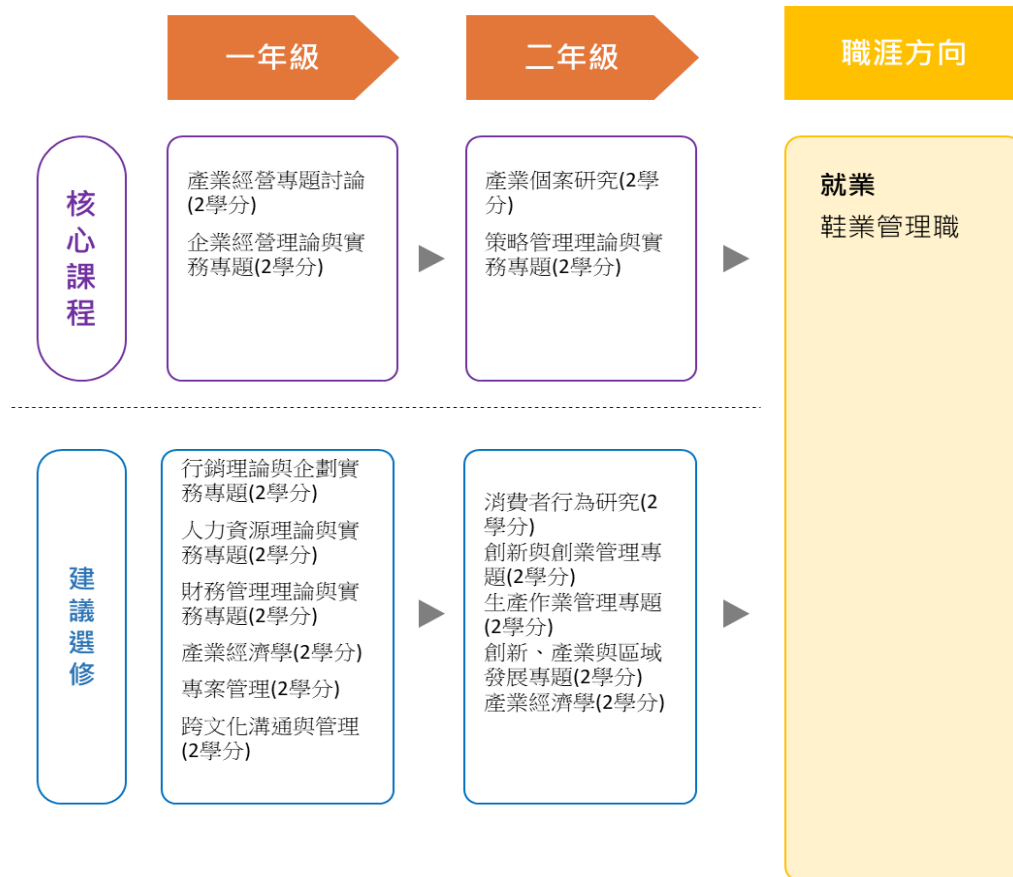 一年級
二年級
職涯方向
核
心
課
程
產業經營專題討論
(2學分)
企業經營理論與實
務專題(2學分)
產業個案研究(2學
分)
策略管理理論與實
務專題(2學分)
就業
鞋業管理職
建
議
選
修
行銷理論與企劃實
務專題(2學分)
人力資源理論與實
務專題(2學分)
財務管理理論與實
務專題(2學分)
產業經濟學(2學分)
專案管理(2學分)
跨文化溝通與管理
(2學分)
消費者行為研究(2
學分)
創新與創業管理專
題(2學分)
生產作業管理專題
(2學分)
創新、產業與區域
發展專題(2學分)
產業經濟學(2學分)